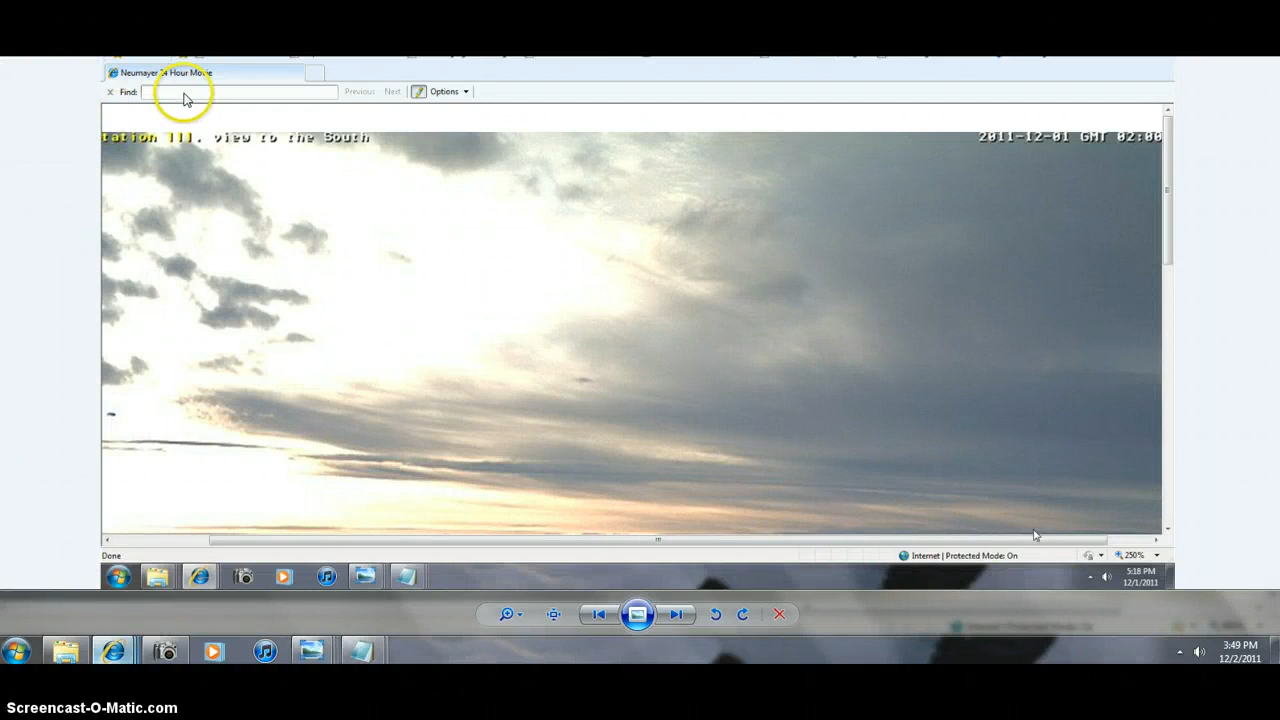 Neumayer 24 Hour Movie
Find:
Previous Next Options
tation III. view to the South
2011-12-01 GMT 02:00
Done
Internet | Protected Mode: On
250%
5:18 PM
12/1/2011
3:49 PM
12/2/2011
Screencast-O-Matic.com